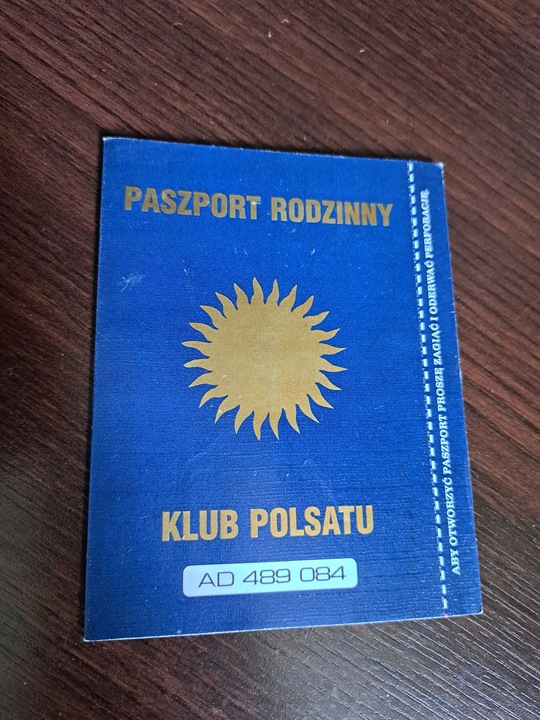 PASZPORT RODZINNY
KLUB POLSATU
AD 489 084
ABY OTWORZYĆ PASZPORT PROSZĘ ZAGIĄĆ I ODERWAĆ PERFORACJĘ